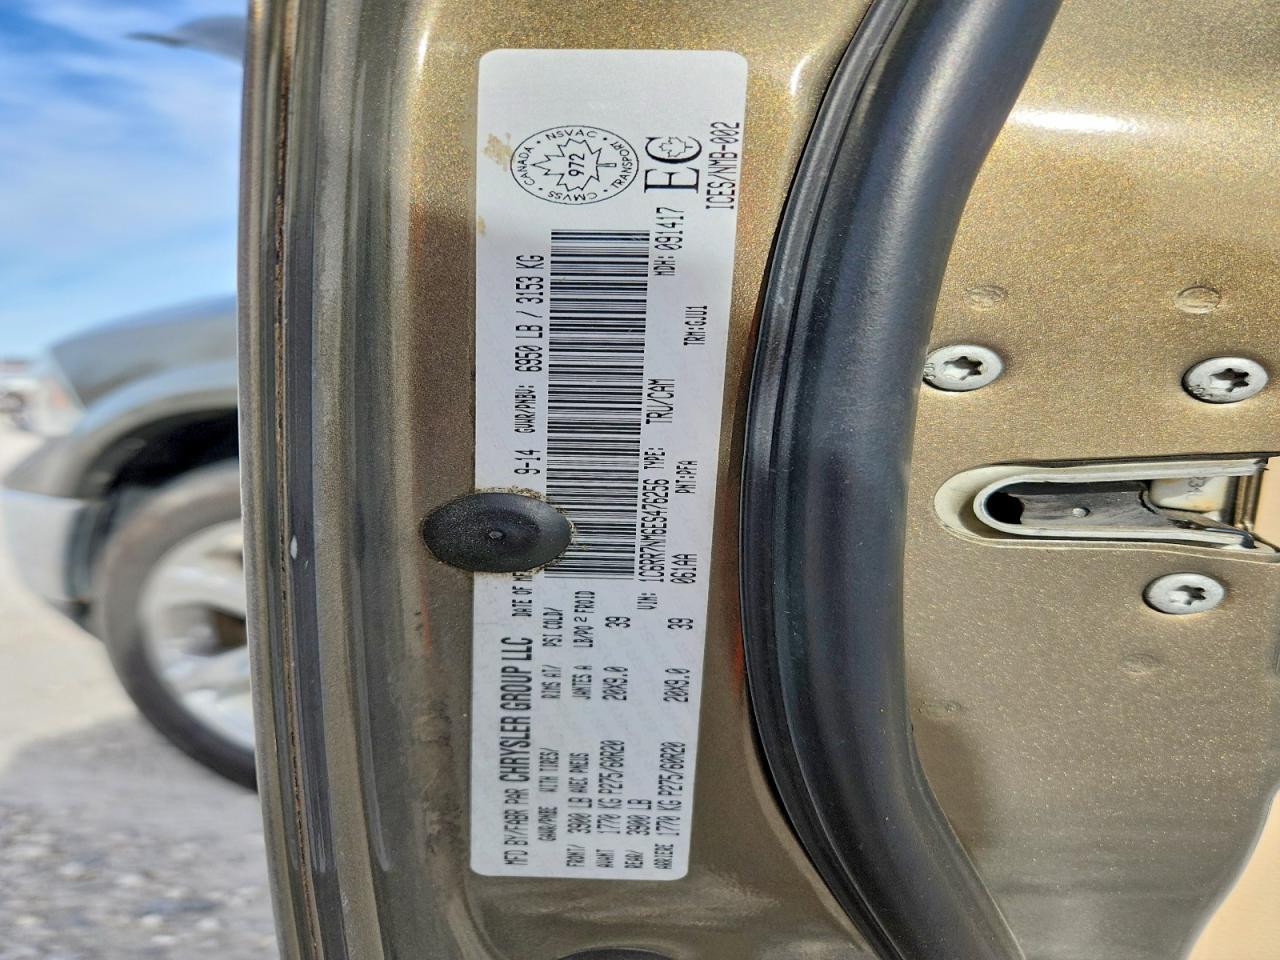 MFD BY/FABR PAR CHRYSLER GROUP LLC DATE OF 9-14 GVWR/PNBV: 6950 LB / 3153 KG
GAWR/PNBE WITH TIRES/ RIMS AT/ PSI COLD/
FRONT/ 3900 LB AVEC PNEUS JANTES A LB/PO 2 FROID
AVANT 1770 KG P275/60R20 20X9.0 39
REAR/ 3900 LB VIN: 1C6RR7NM6ES476256 TYPE: TRU/CAM MDH: 091417
ARRIERE 1770 KG P275/60R20 20X9.0 39 061AA PNT:PFA TRM:GJU1
CMVSS • CANADA • NSVAC • TRANSPORT •
972
EC
ICES/NMB-002